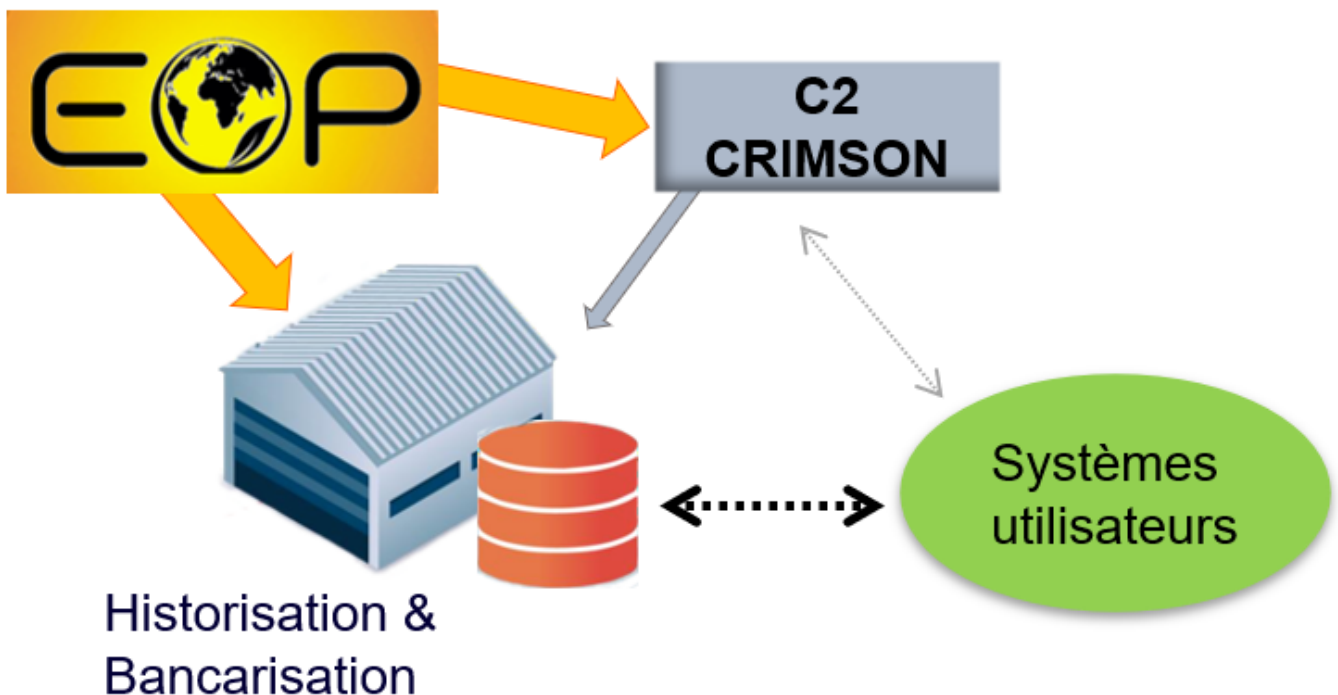 EOP
C2
CRIMSON
Systèmes
utilisateurs
Historisation &
Bancarisation